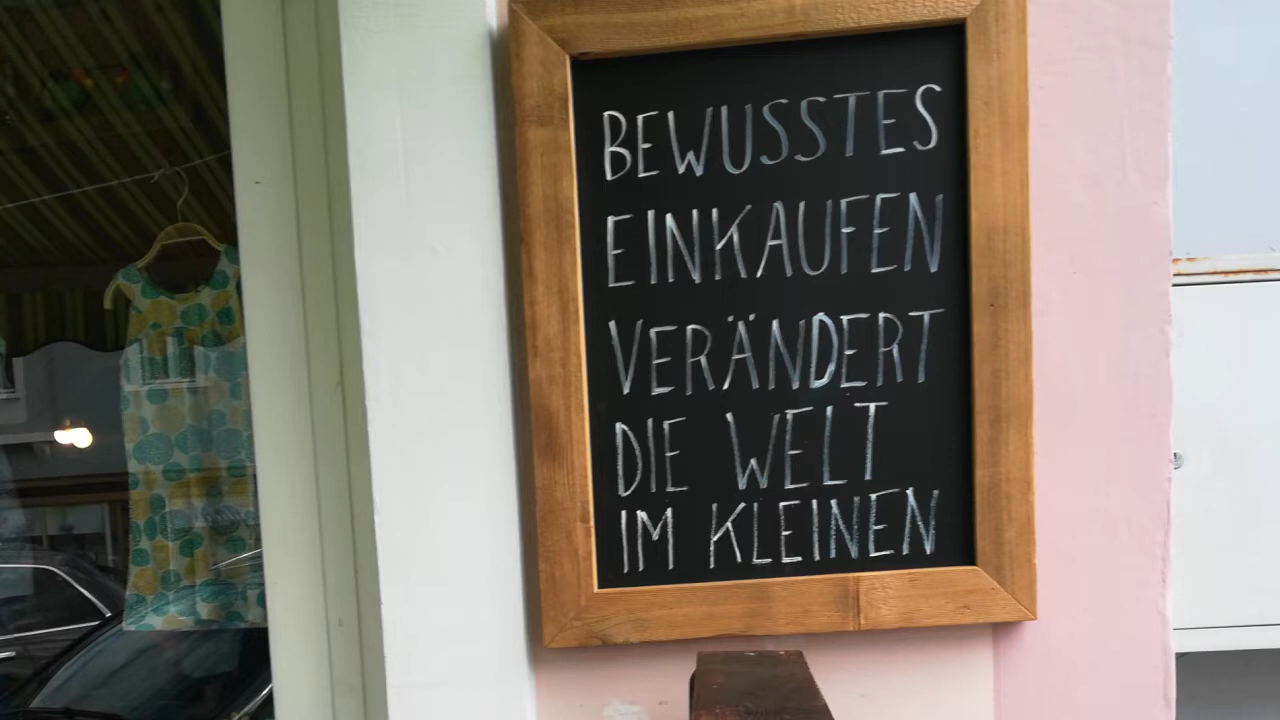 BEWUSSTES
EINKAUFEN
VERÄNDERT
DIE WELT
IM KLEINEN